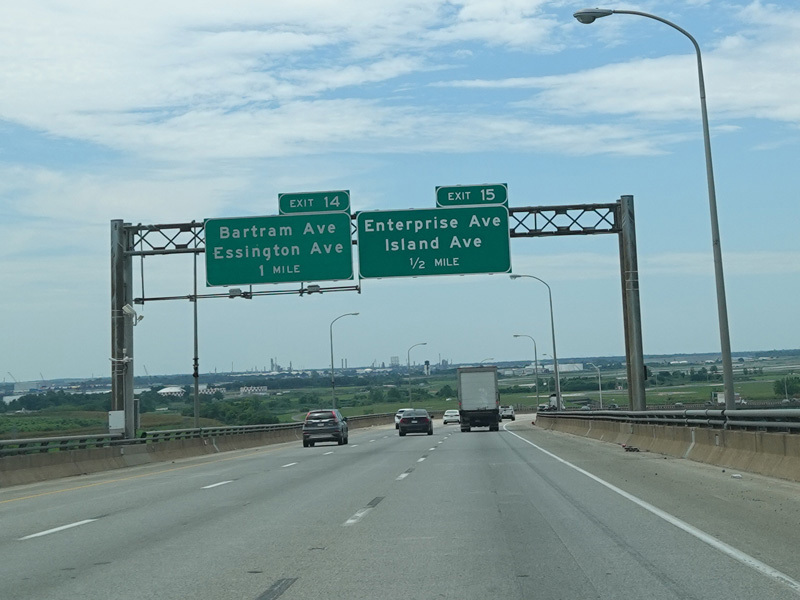 EXIT 14
Bartram Ave
Essington Ave
1 MILE
EXIT 15
Enterprise Ave
Island Ave
1/2 MILE